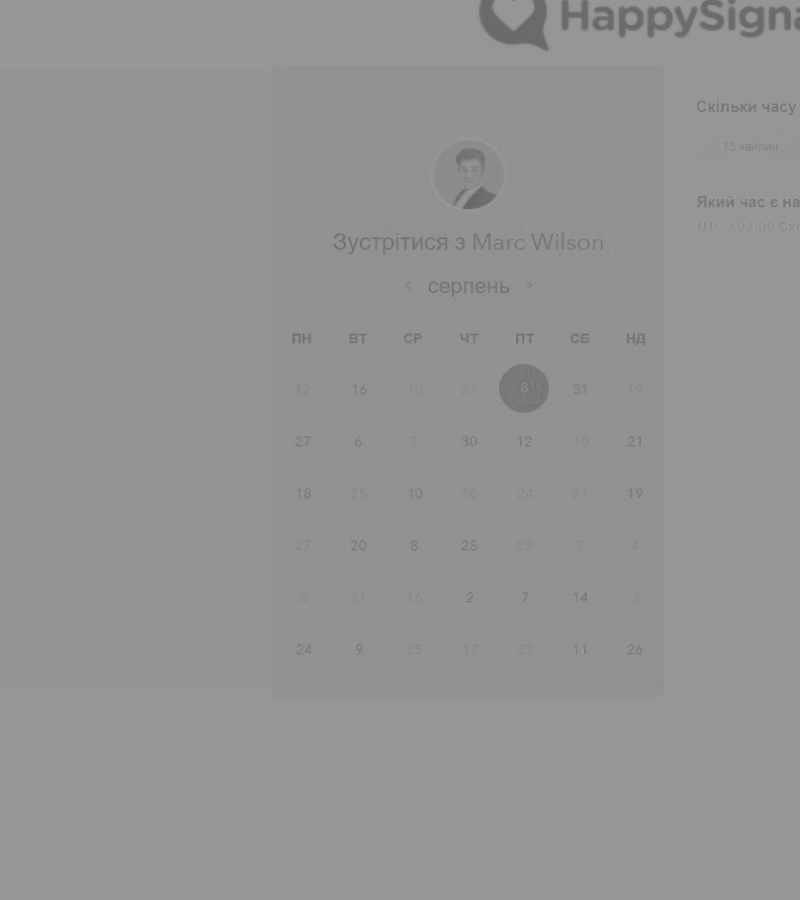 HappySigna
Скільки часу
15 хвилин
Який час є на
UTC +03:00 Схі
Зустрітися з Marc Wilson
серпень
ПН ВТ СР ЧТ ПТ СБ НД
12 16 10 21 8 31 19
27 6 7 30 12 10 21
18 25 10 18 24 21 19
27 20 8 25 29 7 4
8 21 16 2 7 14 3
24 9 25 17 23 11 26